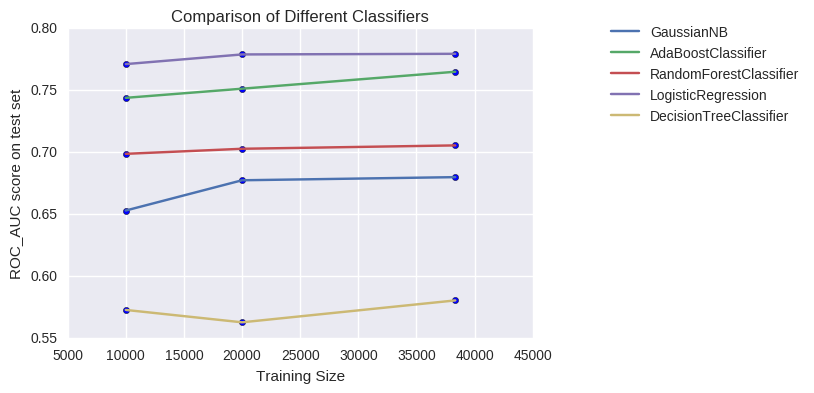 Comparison of Different Classifiers
0.80
0.75
0.70
0.65
0.60
0.55
ROC_AUC score on test set
5000 10000 15000 20000 25000 30000 35000 40000 45000
Training Size
GaussianNB
AdaBoostClassifier
RandomForestClassifier
LogisticRegression
DecisionTreeClassifier